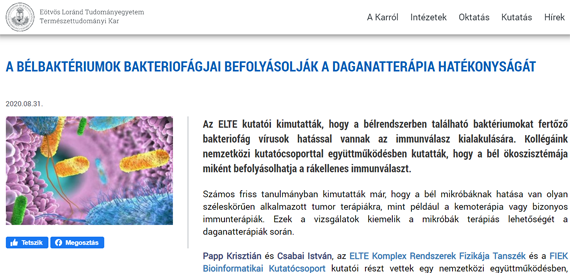 Eötvös Loránd Tudományegyetem
Természettudományi Kar
A Karról Intézetek Oktatás Kutatás Hírek
A BÉLBAKTÉRIUMOK BAKTERIOFÁGJAI BEFOLYÁSOLJÁK A DAGANATTERÁPIA HATÉKONYSÁGÁT
2020.08.31.
Az ELTE kutatói kimutatták, hogy a bélrendszerben található baktériumokat fertőző
bakteriofág vírusok hatással vannak az immunválasz kialakulására. Kollégáink
nemzetközi kutatócsoporttal együttműködésben kutatták, hogy a bél ökoszisztémája
miként befolyásolhatja a rákellenes immunválaszt.
Számos friss tanulmányban kimutatták már, hogy a bél mikróbáknak hatása van olyan
széleskörűen alkalmazott tumor terápiákra, mint például a kemoterápia vagy bizonyos
immunterápiák. Ezek a vizsgálatok kiemelik a mikróbák terápiás lehetőségét a
daganatterápiák során.
Tetszik Megosztás
Papp Krisztián és Csabai István, az ELTE Komplex Rendszerek Fizikája Tanszék és a FIEK
Bioinformatikai Kutatócsoport kutatói részt vettek egy nemzetközi együttműködésben,